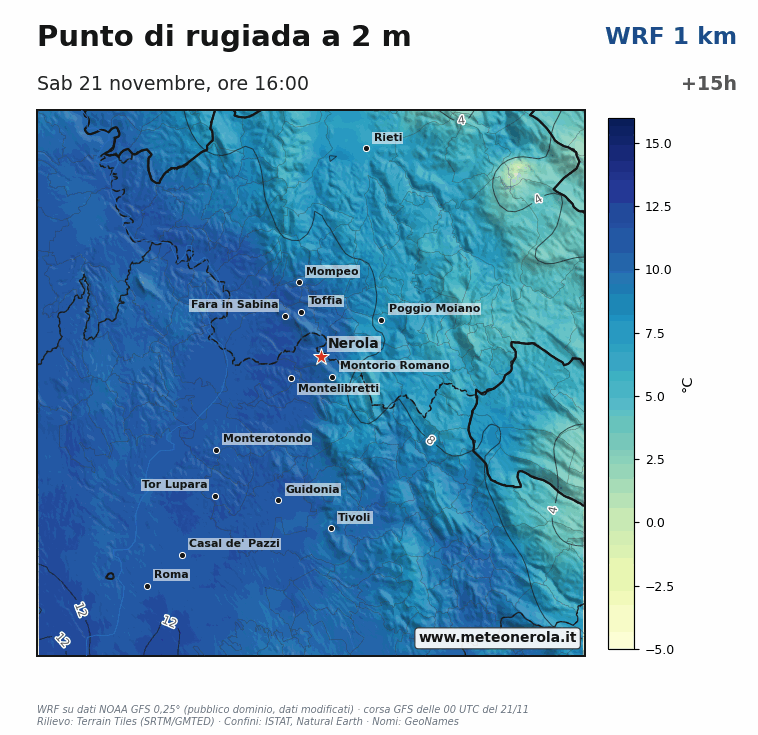 Punto di rugiada a 2 m
WRF 1 km
Sab 21 novembre, ore 16:00
+15h
4
Rieti
4
Mompeo
Toffia
Fara in Sabina
Poggio Moiano
Nerola
Montorio Romano
Montelibretti
8
Monterotondo
Tor Lupara
Guidonia
4
Tivoli
Casal de' Pazzi
Roma
12
12
12
www.meteonerola.it
15.0
12.5
10.0
7.5
5.0
2.5
0.0
−2.5
−5.0
°C
WRF su dati NOAA GFS 0,25° (pubblico dominio, dati modificati) · corsa GFS delle 00 UTC del 21/11
Rilievo: Terrain Tiles (SRTM/GMTED) · Confini: ISTAT, Natural Earth · Nomi: GeoNames